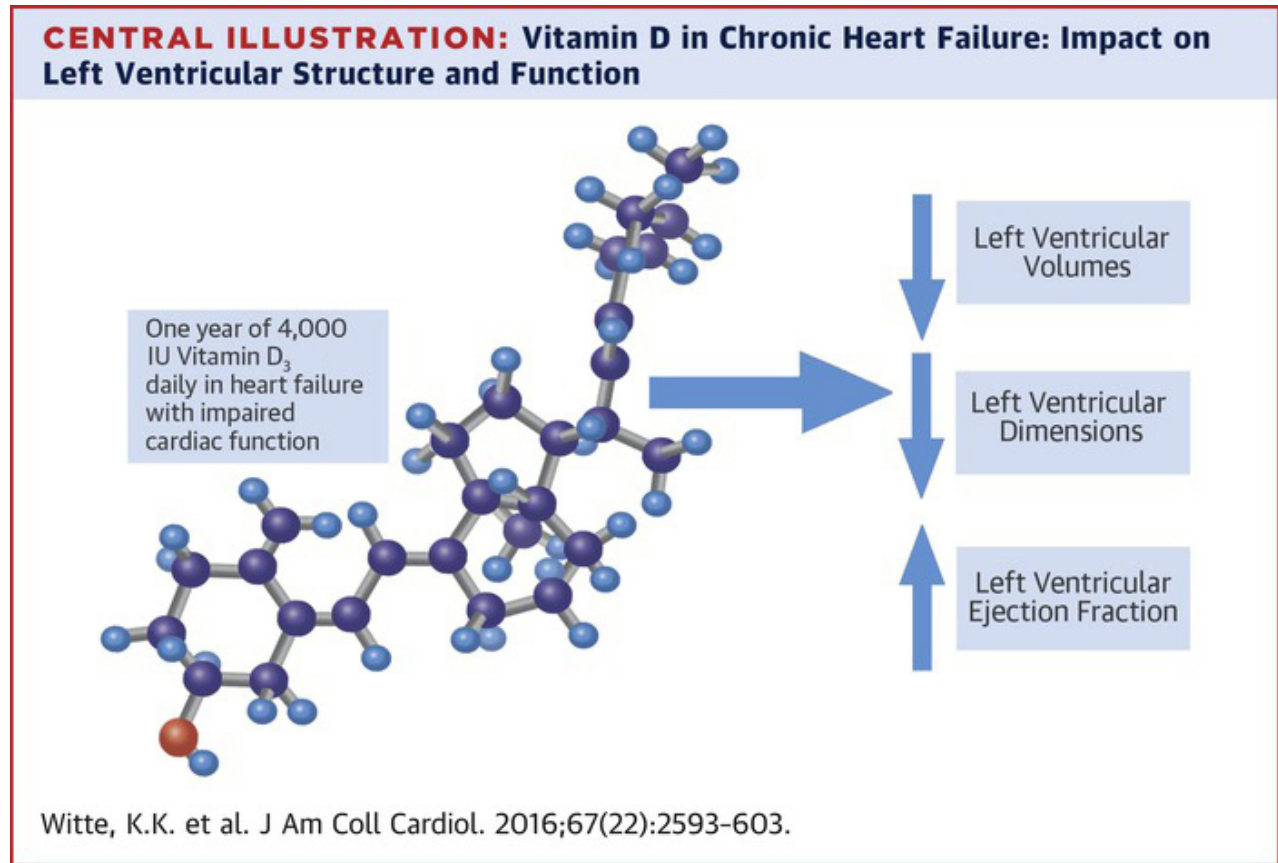 CENTRAL ILLUSTRATION: Vitamin D in Chronic Heart Failure: Impact on
Left Ventricular Structure and Function
One year of 4,000
IU Vitamin D₃
daily in heart failure
with impaired
cardiac function
Left Ventricular
Volumes
Left Ventricular
Dimensions
Left Ventricular
Ejection Fraction
Witte, K.K. et al. J Am Coll Cardiol. 2016;67(22):2593-603.